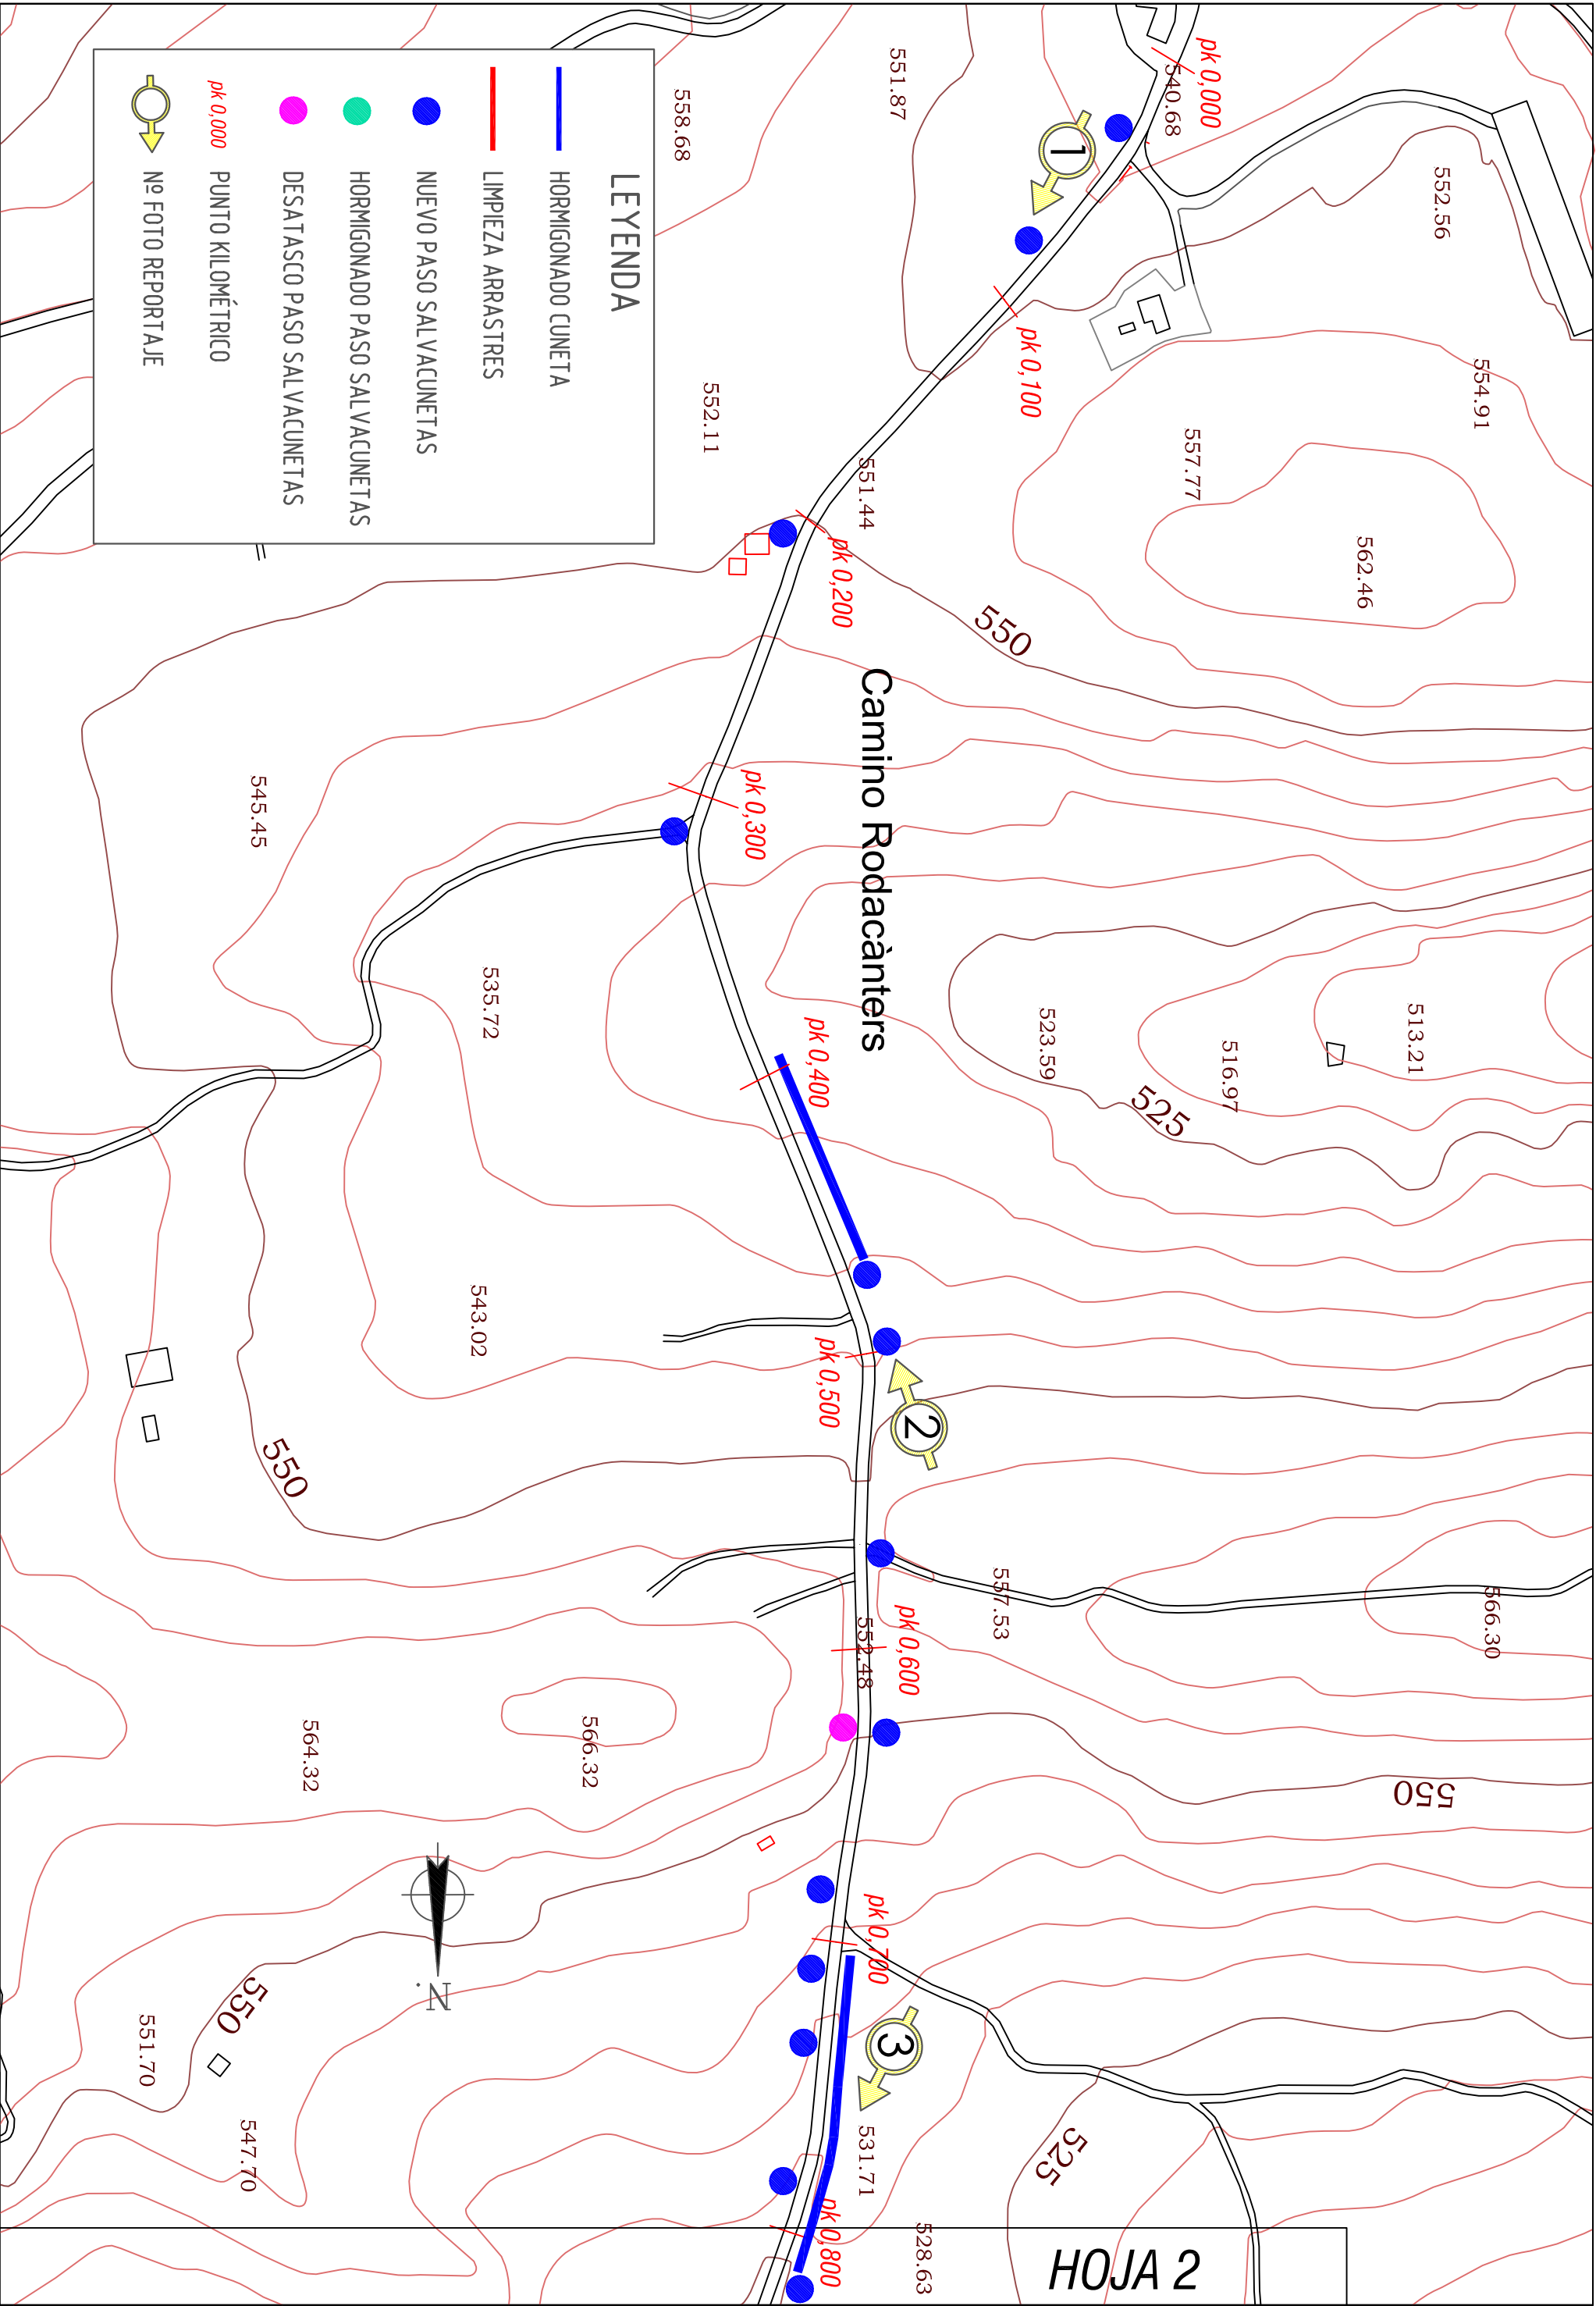 LEYENDA
HORMIGONADO CUNETA
LIMPIEZA ARRASTRES
NUEVO PASO SALVACUNETAS
HORMIGONADO PASO SALVACUNETAS
DESATASCO PASO SALVACUNETAS
pk 0,000 PUNTO KILOMÉTRICO
Nº FOTO REPORTAJE
Camino Rodacànters
pk 0,000
pk 0,100
pk 0,200
pk 0,300
pk 0,400
pk 0,500
pk 0,600
pk 0,700
pk 0,800
1
2
3
540.68
551.87
558.68
552.56
554.91
557.77
562.46
552.11
551.44
550
545.45
535.72
523.59
516.97
513.21
525
543.02
550
557.53
566.30
552.48
566.32
564.32
550
550
551.70
547.70
531.71
525
528.63
N.
HOJA 2